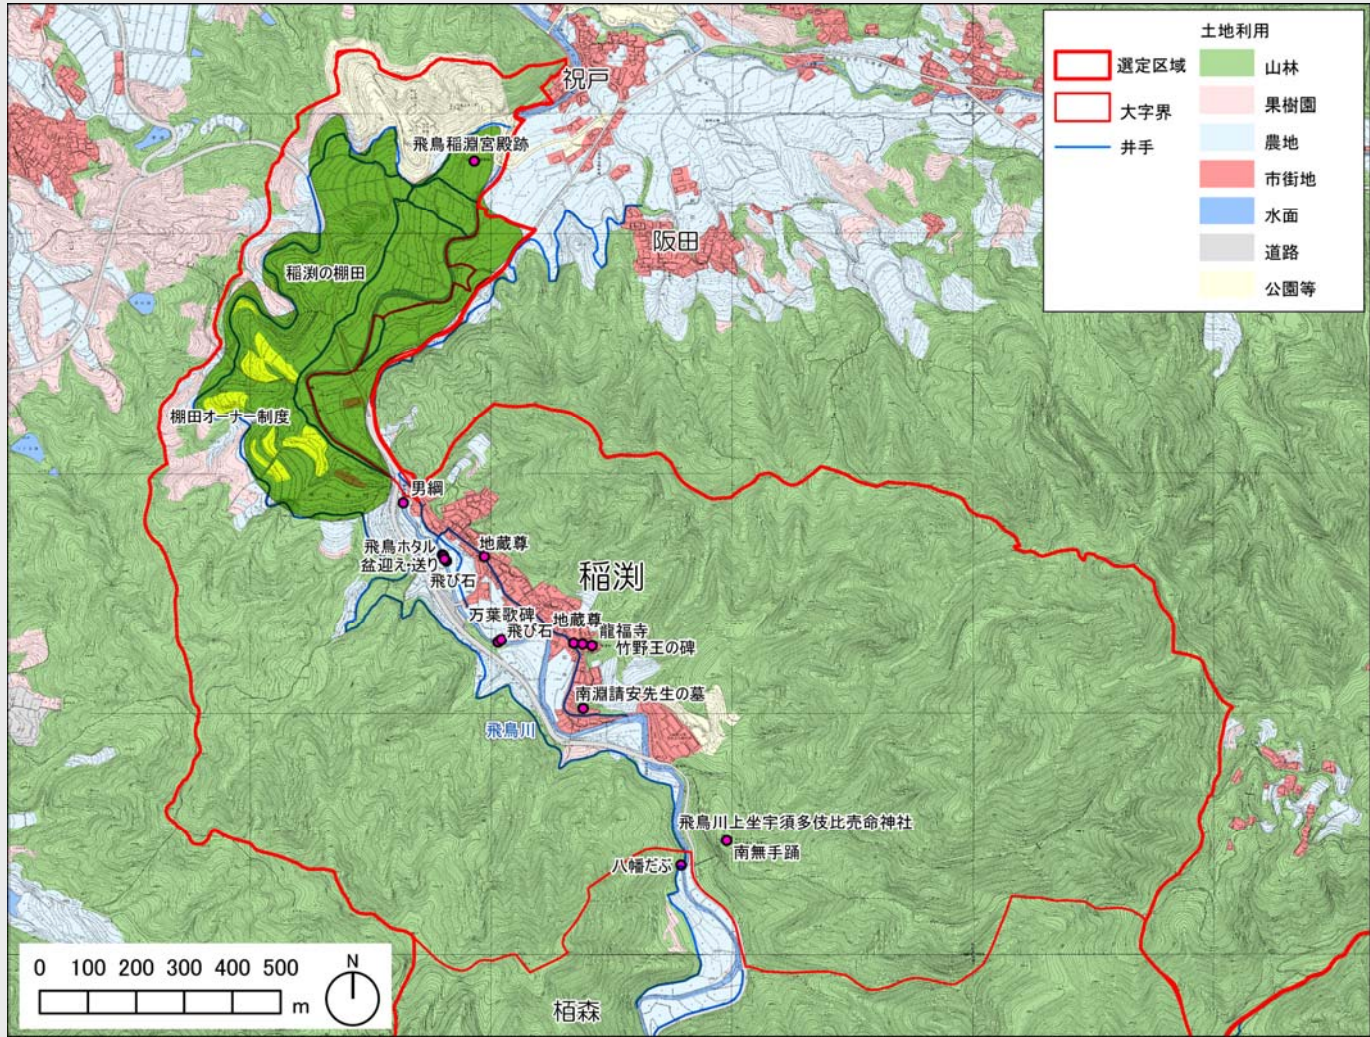 土地利用
選定区域
大字界
井手
山林
果樹園
農地
市街地
水面
道路
公園等
祝戸
飛鳥稲淵宮殿跡
阪田
稲渕の棚田
棚田オーナー制度
男綱
飛鳥ホタル
盆迎え・送り
飛び石
地蔵尊
稲渕
万葉歌碑
飛び石
地蔵尊
龍福寺
竹野王の碑
南淵請安先生の墓
飛鳥川
飛鳥川上坐宇須多伎比売命神社
南無手踊
八幡だぶ
栢森
0 100 200 300 400 500
m
N